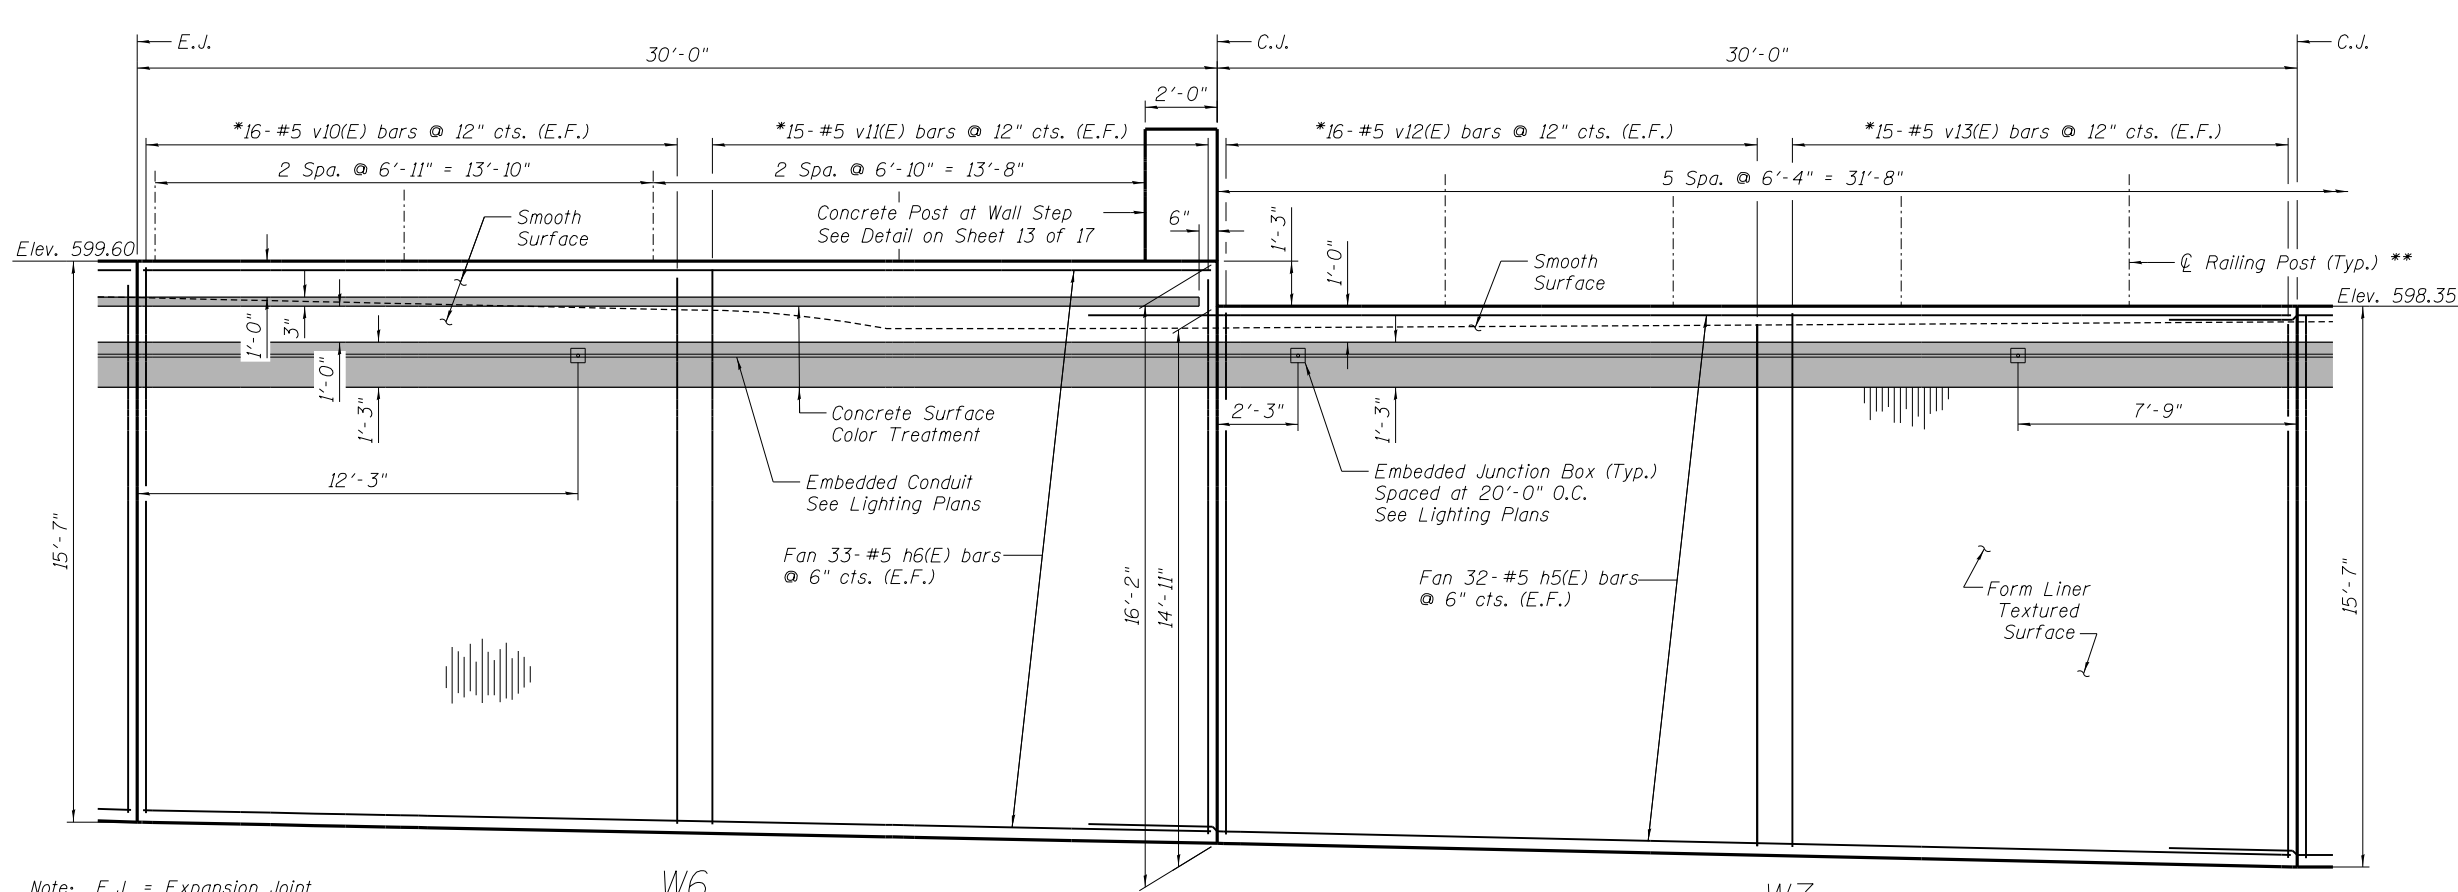 E.J.
C.J.
C.J.
30'-0"
30'-0"
2'-0"
*16-#5 v10(E) bars @ 12" cts. (E.F.)
*15-#5 v11(E) bars @ 12" cts. (E.F.)
*16-#5 v12(E) bars @ 12" cts. (E.F.)
*15-#5 v13(E) bars @ 12" cts. (E.F.)
2 Spa. @ 6'-11" = 13'-10"
2 Spa. @ 6'-10" = 13'-8"
5 Spa. @ 6'-4" = 31'-8"
Smooth
Surface
Concrete Post at Wall Step
See Detail on Sheet 13 of 17
6"
1'-3"
1'-0"
Smooth
Surface
℄ Railing Post (Typ.) **
Elev. 599.60
Elev. 598.35
1'-0"
3"
1'-0"
1'-3"
Concrete Surface
Color Treatment
2'-3"
1'-3"
7'-9"
12'-3"
Embedded Conduit
See Lighting Plans
Embedded Junction Box (Typ.)
Spaced at 20'-0" O.C.
See Lighting Plans
15'-7"
Fan 33-#5 h6(E) bars
@ 6" cts. (E.F.)
16'-2"
14'-11"
Fan 32-#5 h5(E) bars
@ 6" cts. (E.F.)
Form Liner
Textured
Surface
15'-7"
Note: E.J. = Expansion Joint
W6
W7